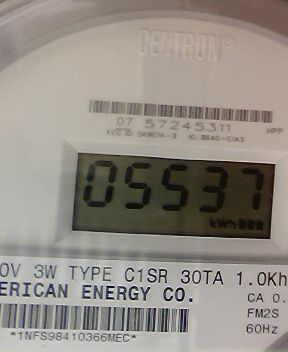 CENTRON®
07 57245311 HPP
05537
kWh
0V 3W TYPE C1SR 30TA 1.0Kh
ERICAN ENERGY CO. CA 0.
FM2S
60Hz
*1NFS98410366MEC*